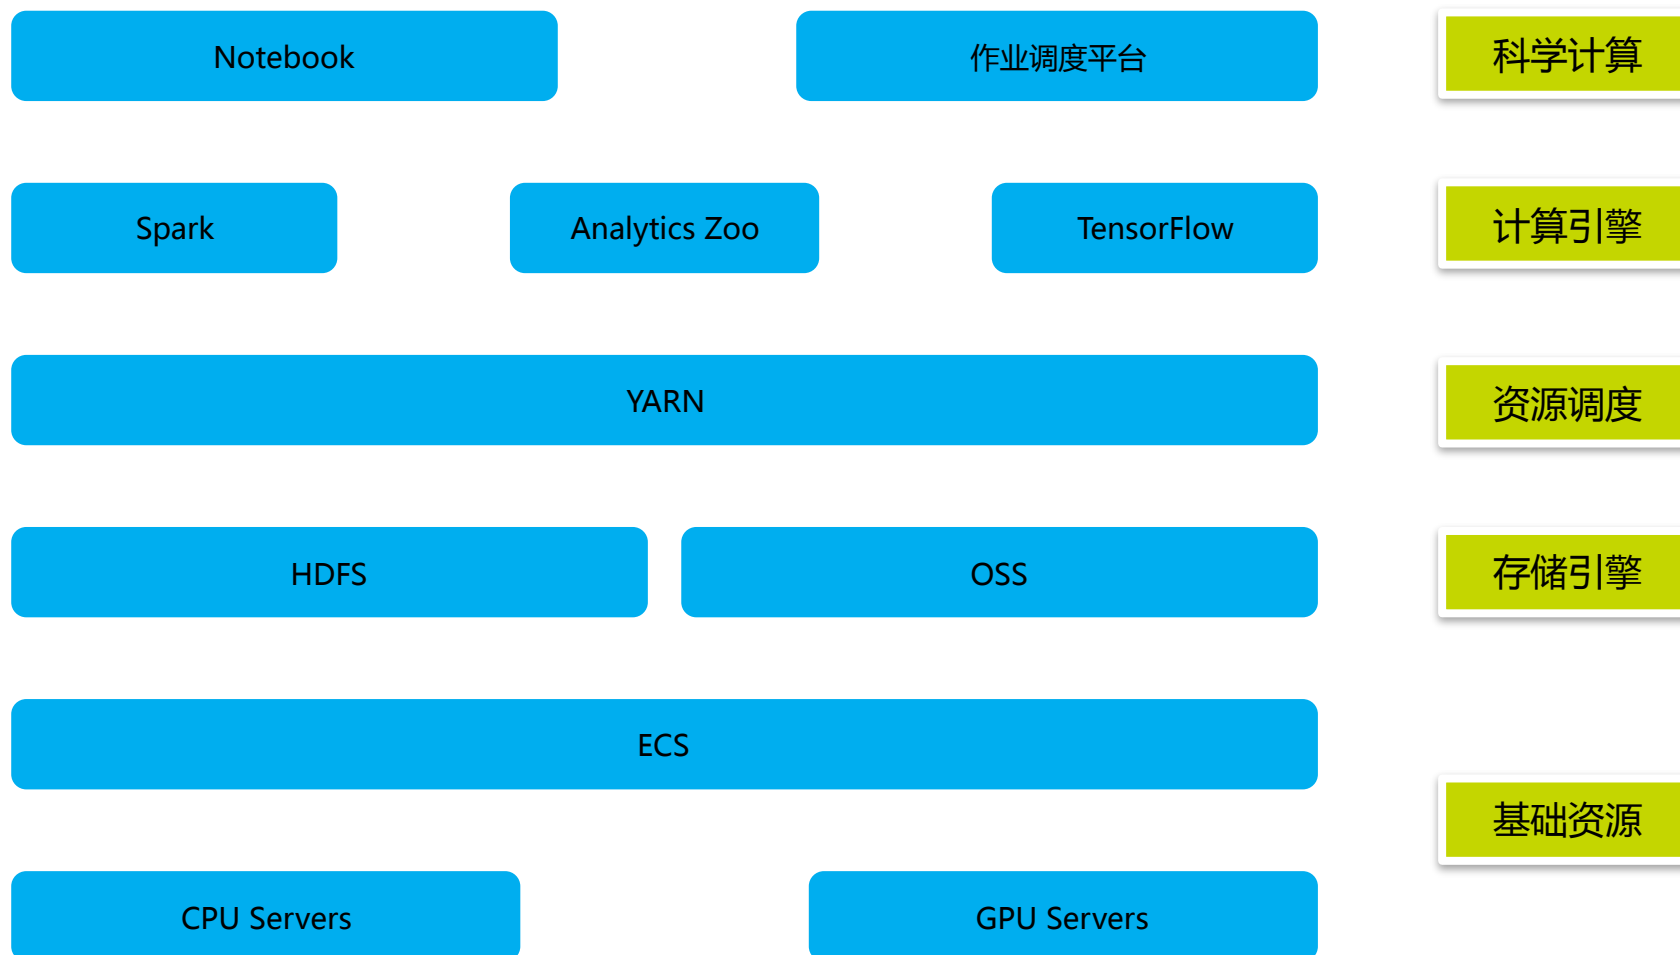 Notebook
作业调度平台
科学计算
Spark
Analytics Zoo
TensorFlow
计算引擎
YARN
资源调度
HDFS
OSS
存储引擎
ECS
基础资源
CPU Servers
GPU Servers